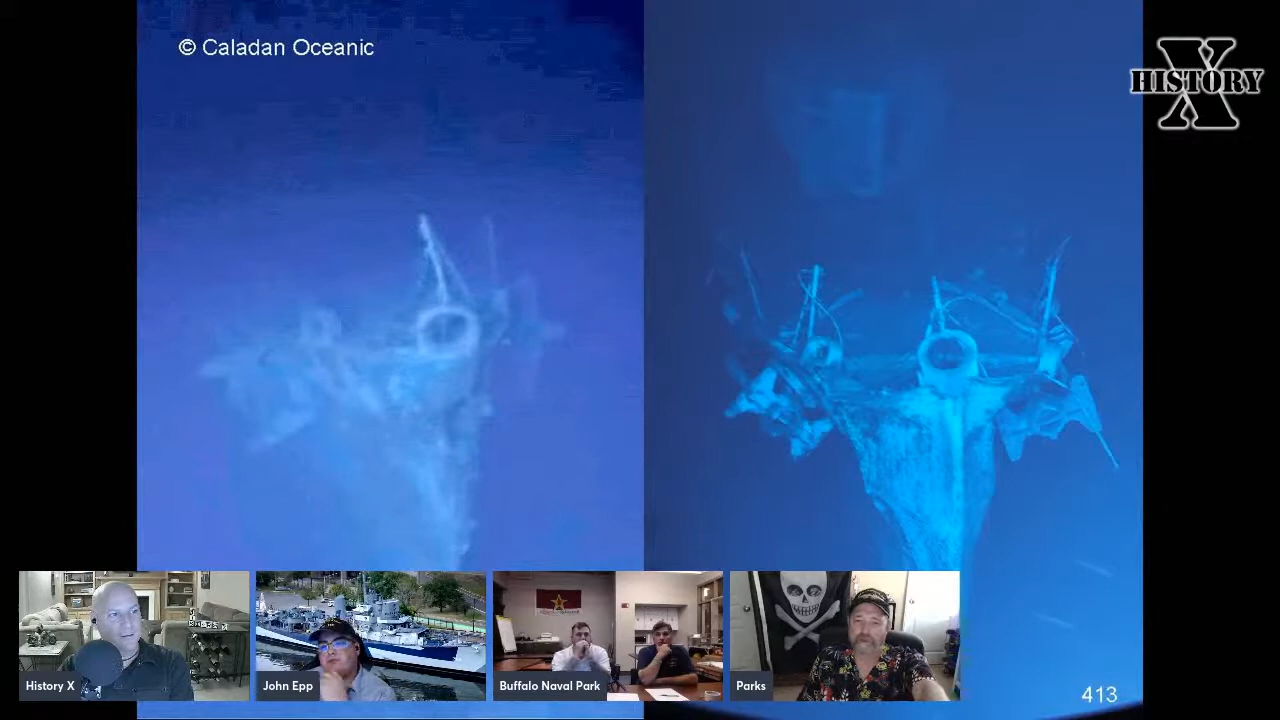 © Caladan Oceanic
HISTORY
X
History X
John Epp
Buffalo Naval Park
Parks
413